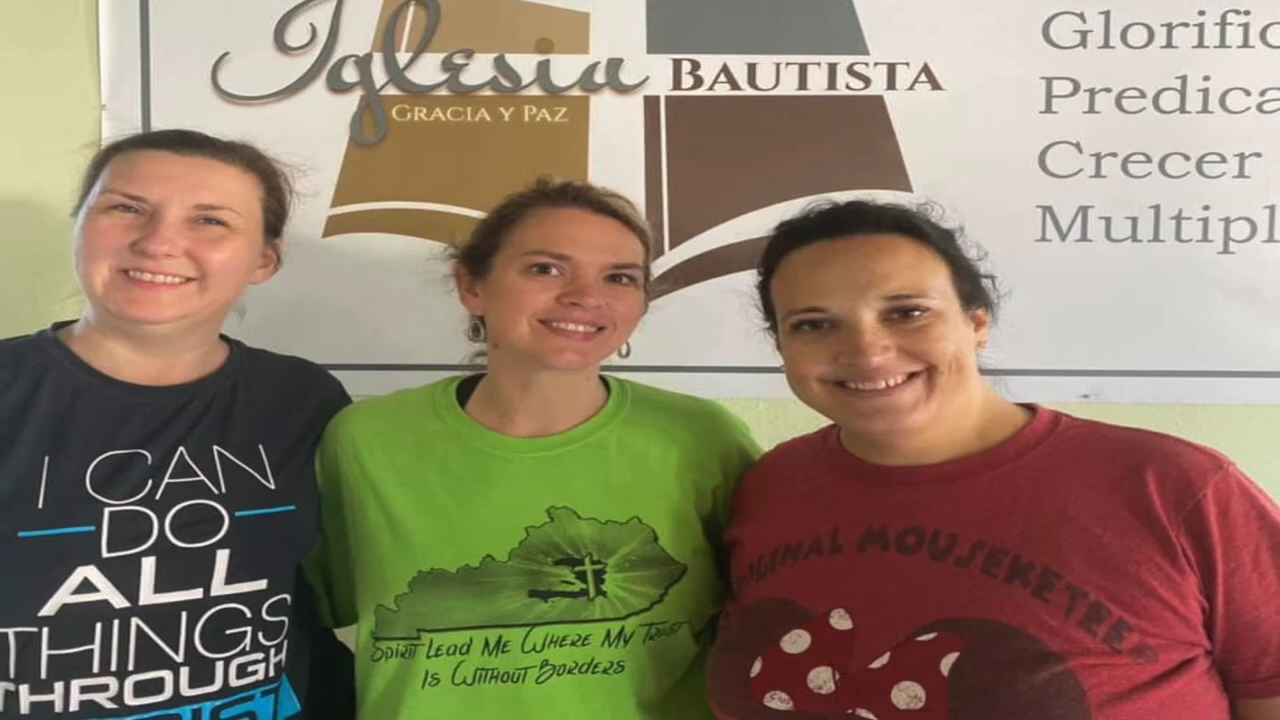 Iglesia BAUTISTA
GRACIA Y PAZ
Glorific
Predica
Crecer
Multipl
I CAN
DO
ALL
THINGS
THROUGH
SPIRIT LEAD ME WHERE MY TRUST
IS WITHOUT BORDERS
MOUSEKETEER